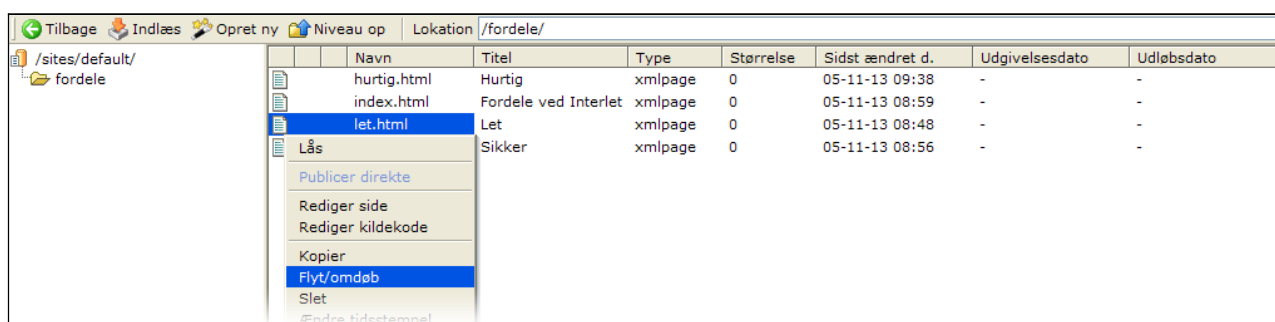 Tilbage Indlæs Opret ny Niveau op Lokation /fordele/
/sites/default/
fordele
Navn Titel Type Størrelse Sidst ændret d. Udgivelsesdato Udløbsdato
hurtig.html Hurtig xmlpage 0 05-11-13 09:38 - -
index.html Fordele ved Interlet xmlpage 0 05-11-13 08:59 - -
let.html Let xmlpage 0 05-11-13 08:48 - -
Sikker xmlpage 0 05-11-13 08:56 - -
Lås
Publicer direkte
Rediger side
Rediger kildekode
Kopier
Flyt/omdøb
Slet
Ændre tidsstempel